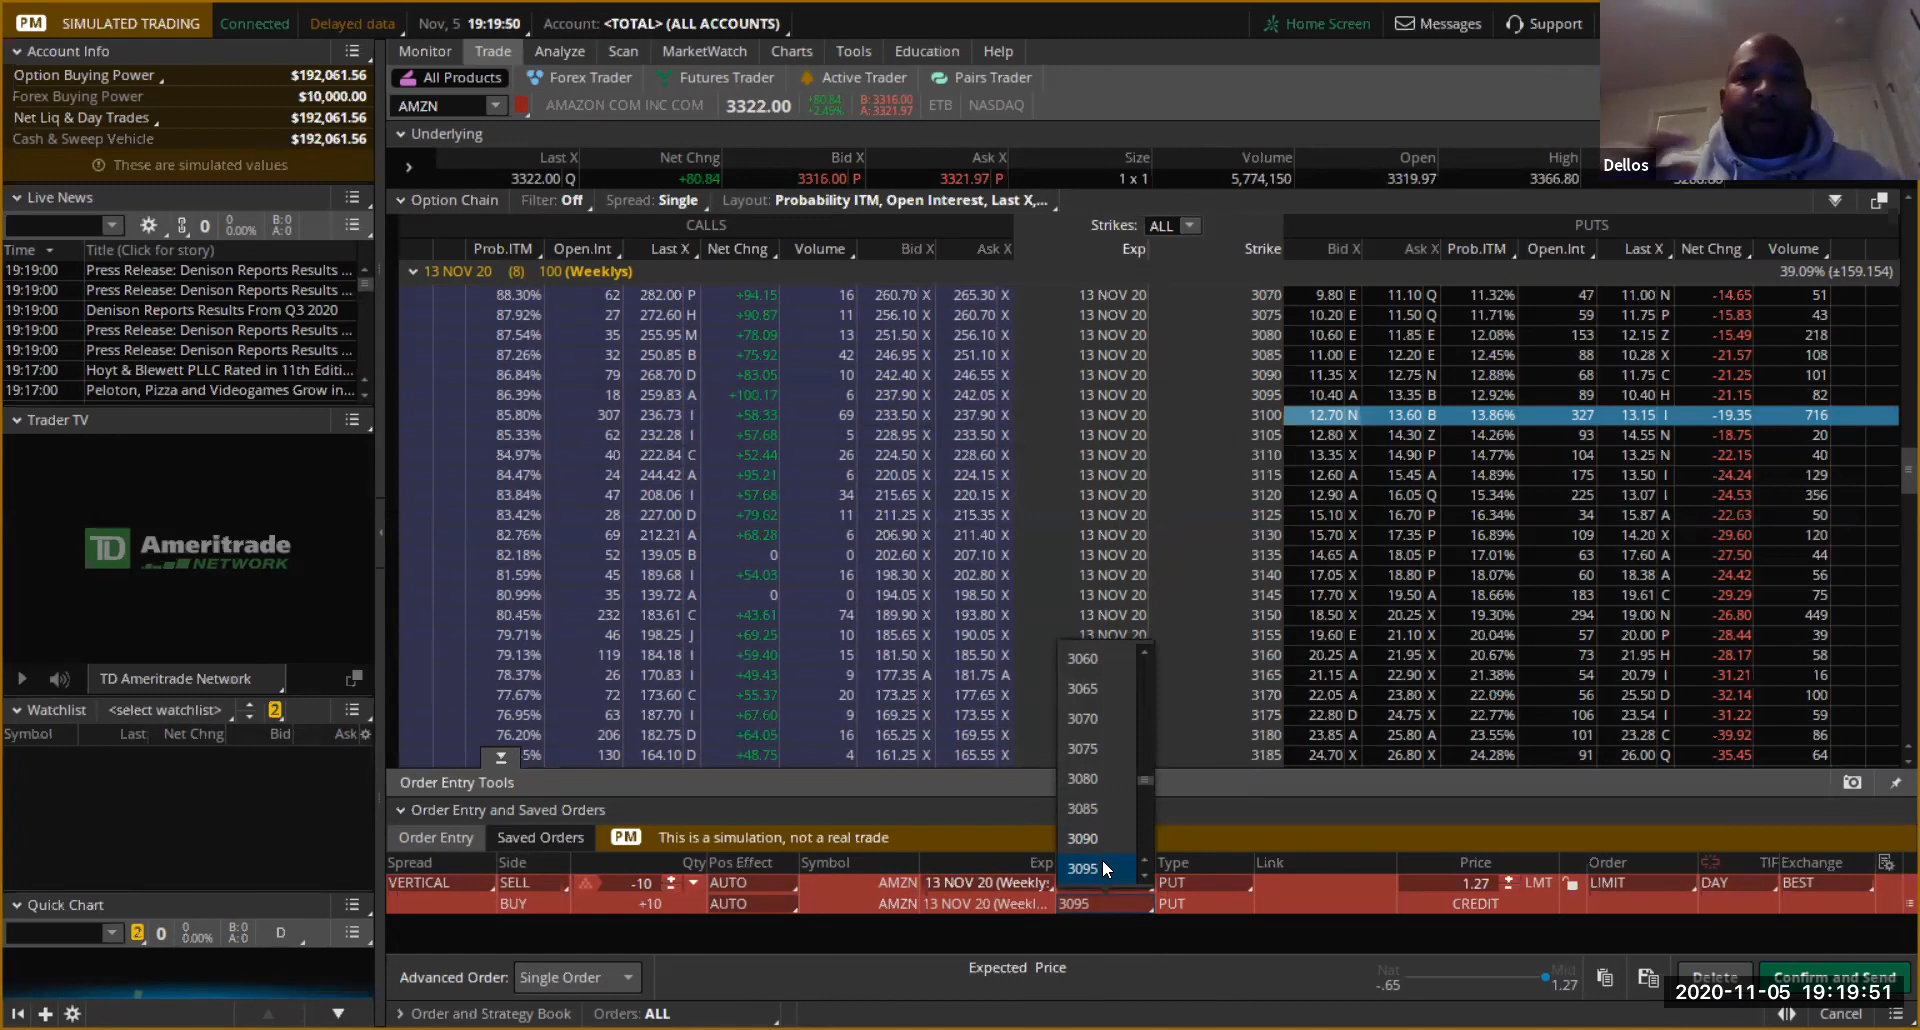 PM SIMULATED TRADING Connected Delayed data Nov, 5 19:19:50 Account: <TOTAL> (ALL ACCOUNTS) Home Screen Messages Support
Account Info
Option Buying Power $192,061.56
Forex Buying Power $10,000.00
Net Liq & Day Trades $192,061.56
Cash & Sweep Vehicle $192,061.56
These are simulated values
Live News
0 0 0.00% B: 0 A: 0
Time Title (Click for story)
19:19:00 Press Release: Denison Reports Results ...
19:19:00 Press Release: Denison Reports Results ...
19:19:00 Denison Reports Results From Q3 2020
19:19:00 Press Release: Denison Reports Results ...
19:19:00 Press Release: Denison Reports Results ...
19:17:00 Hoyt & Blewett PLLC Rated in 11th Editi...
19:17:00 Peloton, Pizza and Videogames Grow in...
Trader TV
TD Ameritrade
NETWORK
TD Ameritrade Network
Watchlist <select watchlist> 2
Symbol Last Net Chng Bid Ask
Quick Chart
2 0 0 0.00% B: 0 A: 0 D
Monitor Trade Analyze Scan MarketWatch Charts Tools Education Help
All Products Forex Trader Futures Trader Active Trader Pairs Trader
AMZN AMAZON COM INC COM 3322.00 +80.84 +2.49% B: 3316.00 A: 3321.97 ETB NASDAQ
Dellos
Underlying
Last X Net Chng Bid X Ask X Size Volume Open High
3322.00 Q +80.84 3316.00 P 3321.97 P 1 x 1 5,774,150 3319.97 3366.80
Option Chain Filter: Off Spread: Single Layout: Probability ITM, Open Interest, Last X,...
CALLS Strikes: ALL PUTS
Prob.ITM Open.Int Last X Net Chng Volume Bid X Ask X Exp Strike Bid X Ask X Prob.ITM Open.Int Last X Net Chng Volume
13 NOV 20 (8) 100 (Weeklys) 39.09% (±159.154)
88.30% 62 282.00 P +94.15 16 260.70 X 265.30 X 13 NOV 20 3070 9.80 E 11.10 Q 11.32% 47 11.00 N -14.65 51
87.92% 27 272.60 H +90.87 11 256.10 X 260.70 X 13 NOV 20 3075 10.20 E 11.50 Q 11.71% 59 11.75 P -15.83 43
87.54% 35 255.95 M +78.09 13 251.50 X 256.10 X 13 NOV 20 3080 10.60 E 11.85 E 12.08% 153 12.15 Z -15.49 218
87.26% 32 250.85 B +75.92 42 246.95 X 251.10 X 13 NOV 20 3085 11.00 E 12.20 E 12.45% 88 10.28 X -21.57 108
86.84% 79 268.70 D +83.05 10 242.40 X 246.55 X 13 NOV 20 3090 11.35 X 12.75 N 12.88% 68 11.75 C -21.25 101
86.39% 18 259.83 A +100.17 6 237.90 X 242.05 X 13 NOV 20 3095 10.40 A 13.35 B 12.92% 89 10.40 H -21.15 82
85.80% 307 236.73 I +58.33 69 233.50 X 237.90 X 13 NOV 20 3100 12.70 N 13.60 B 13.86% 327 13.15 I -19.35 716
85.33% 62 232.28 I +57.68 5 228.95 X 233.50 X 13 NOV 20 3105 12.80 X 14.30 Z 14.26% 93 14.55 N -18.75 20
84.97% 40 222.84 C +52.44 26 224.50 X 228.60 X 13 NOV 20 3110 13.35 X 14.90 P 14.77% 104 13.25 N -22.15 40
84.47% 24 244.42 A +95.21 6 220.05 X 224.15 X 13 NOV 20 3115 12.60 A 15.45 A 14.89% 175 13.50 I -24.24 129
83.84% 47 208.06 I +57.68 34 215.65 X 220.15 X 13 NOV 20 3120 12.90 A 16.05 Q 15.34% 225 13.07 I -24.53 356
83.42% 28 227.00 D +79.62 11 211.25 X 215.35 X 13 NOV 20 3125 15.10 X 16.70 P 16.34% 34 15.87 A -22.63 50
82.76% 69 212.21 A +68.28 6 206.90 X 211.40 X 13 NOV 20 3130 15.70 X 17.35 P 16.89% 109 14.20 X -29.60 120
82.18% 52 139.05 B 0 0 202.60 X 207.10 X 13 NOV 20 3135 14.65 A 18.05 P 17.01% 63 17.60 A -27.50 44
81.59% 45 189.68 I +54.03 16 198.30 X 202.80 X 13 NOV 20 3140 17.05 X 18.80 P 18.07% 60 18.38 A -24.42 56
80.99% 35 139.72 A 0 0 194.05 X 198.50 X 13 NOV 20 3145 17.70 X 19.50 A 18.66% 183 19.61 C -29.29 75
80.45% 232 183.61 C +43.61 74 189.90 X 193.80 X 13 NOV 20 3150 18.50 X 20.25 X 19.30% 294 19.00 N -26.80 449
79.71% 46 198.25 J +69.25 10 185.65 X 190.05 X 13 NOV 20 3155 19.60 E 21.10 X 20.04% 57 20.00 P -28.44 39
79.13% 119 184.18 I +59.40 15 181.50 X 185.50 X 3160 20.25 A 21.95 X 20.67% 73 21.95 H -28.17 58
78.37% 26 170.83 I +49.43 9 177.35 X 181.75 A 3165 21.15 A 22.90 X 21.38% 54 20.79 I -31.21 16
77.67% 72 173.60 C +55.37 20 173.25 X 177.65 X 3170 22.05 A 23.80 X 22.09% 56 25.50 D -32.14 100
76.95% 63 187.70 I +67.60 9 169.25 X 173.55 X 3175 22.80 D 24.75 X 22.77% 106 23.54 I -31.22 59
76.20% 206 182.75 D +64.05 16 165.25 X 169.55 X 3180 23.85 A 25.80 A 23.55% 101 23.28 C -39.92 86
5% 130 164.10 D +48.75 4 161.25 X 165.55 X 3185 24.70 X 26.80 X 24.28% 91 26.00 Q -35.45 64
3060
3065
3070
3075
3080
3085
3090
3095
Order Entry Tools
Order Entry and Saved Orders
Order Entry Saved Orders PM This is a simulation, not a real trade
Spread Side Qty Pos Effect Symbol Exp Type Link Price Order TIF Exchange
VERTICAL SELL -10 AUTO AMZN 13 NOV 20 (Weeklys PUT 1.27 LMT LIMIT DAY BEST
BUY +10 AUTO AMZN 13 NOV 20 (Weekl... 3095 PUT CREDIT
Advanced Order: Single Order Expected Price Nat -.65 Mid 1.27 Delete Confirm and Send
2020-11-05 19:19:51
Order and Strategy Book Orders: ALL Cancel